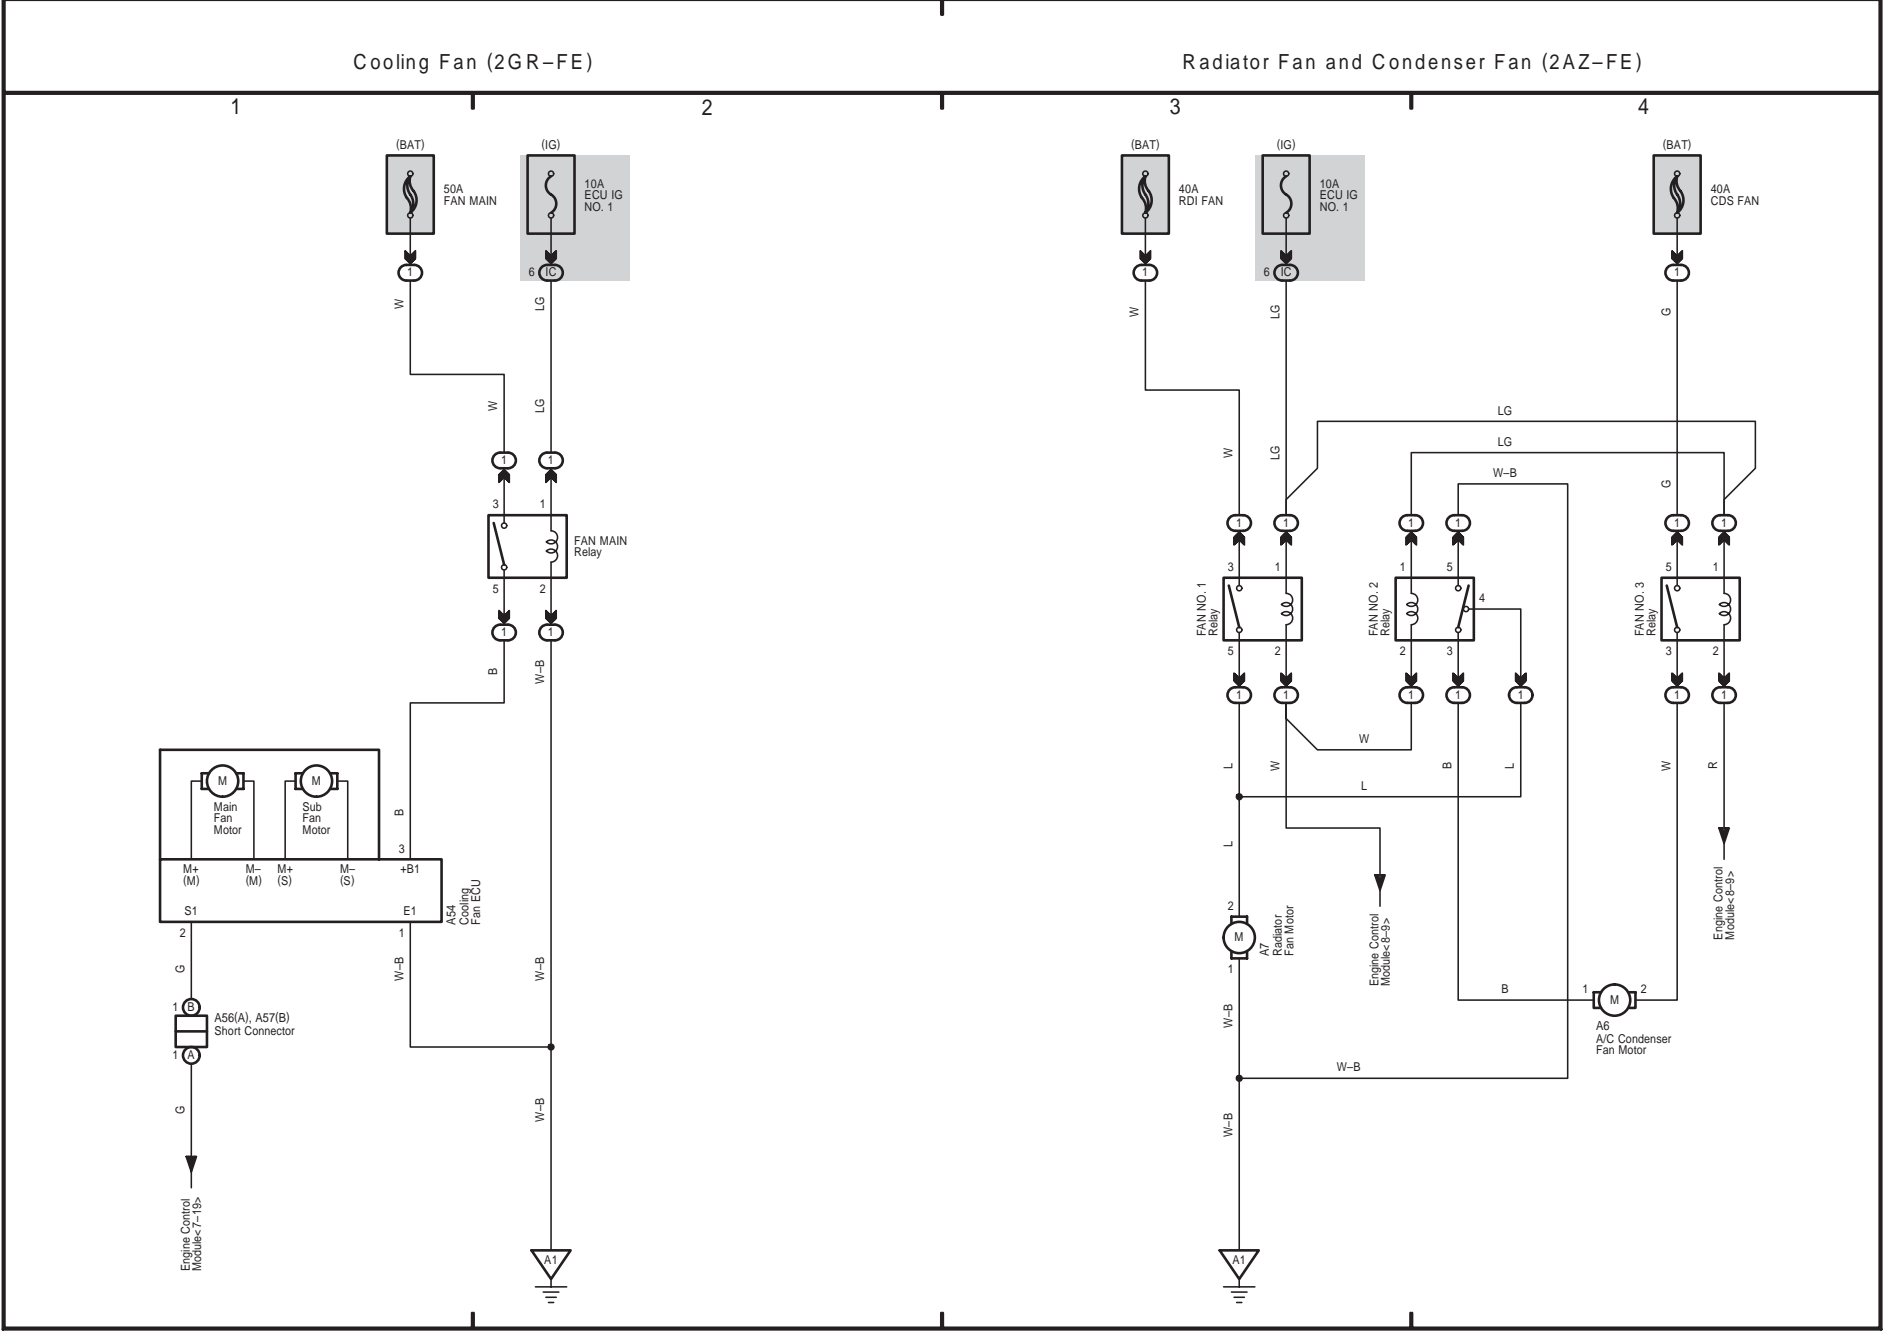 Cooling Fan (2GR–FE)
Radiator Fan and Condenser Fan (2AZ–FE)
1
2
3
4
(BAT)
50A
FAN MAIN
1
W
W
1
3
(IG)
10A
ECU IG
NO. 1
6
IC
LG
LG
1
1
FAN MAIN
Relay
5
2
1
1
B
W–B
B
3
M
Main
Fan
Motor
M
Sub
Fan
Motor
M+
(M)
M–
(M)
M+
(S)
M–
(S)
+B1
S1
E1
A54
Cooling
Fan ECU
2
1
G
W–B
W–B
1
B
A56(A), A57(B)
Short Connector
1
A
G
W–B
Engine Control
Module<7–19>
A1
(BAT)
40A
RDI FAN
1
W
W
(IG)
10A
ECU IG
NO. 1
6
IC
LG
LG
(BAT)
40A
CDS FAN
1
G
G
LG
LG
W–B
1
1
1
1
1
1
3
1
1
5
5
1
FAN NO. 1
Relay
FAN NO. 2
Relay
4
FAN NO. 3
Relay
5
2
2
3
3
2
1
1
1
1
1
1
1
W
L
W
B
L
W
R
L
L
2
M
A7
Radiator
Fan Motor
1
Engine Control
Module<8–9>
Engine Control
Module<8–9>
B
1
M
2
A6
A/C Condenser
Fan Motor
W–B
W–B
W–B
A1